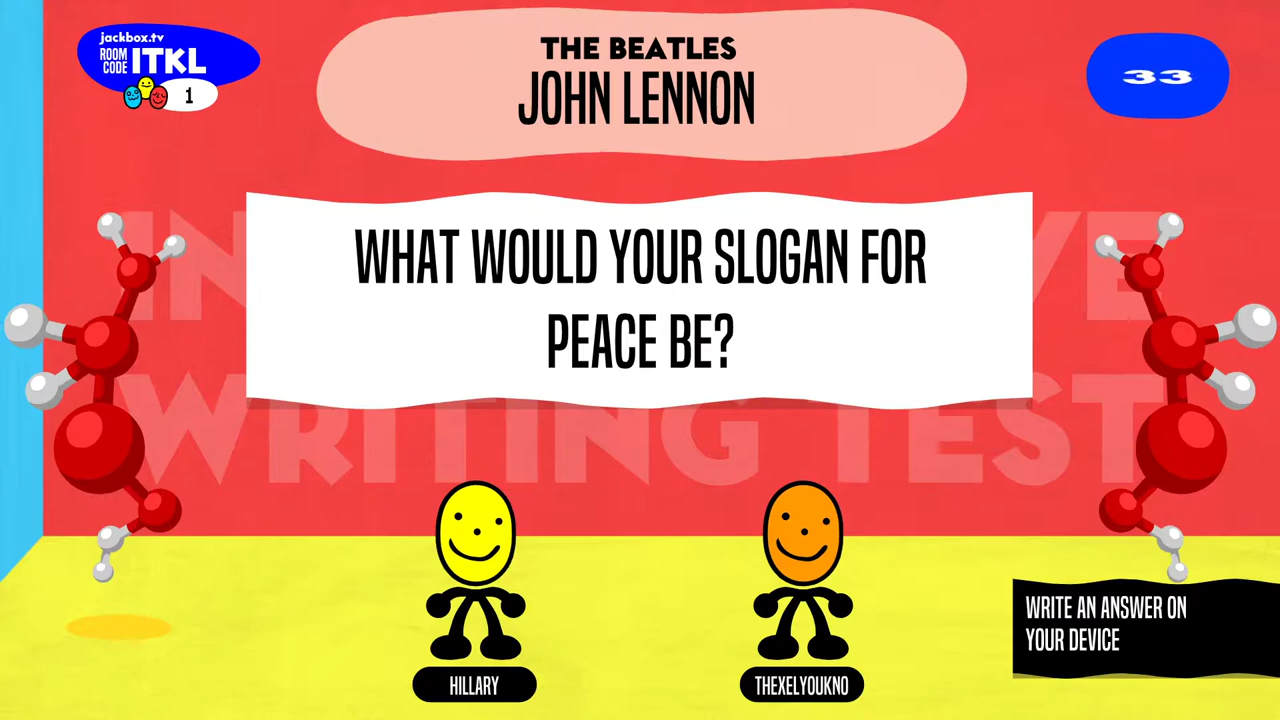 jackbox.tv
ROOM CODE ITKL
1
THE BEATLES
JOHN LENNON
33
WHAT WOULD YOUR SLOGAN FOR
PEACE BE?
WRITING TEST
HILLARY
THEXELYOUKNO
WRITE AN ANSWER ON
YOUR DEVICE